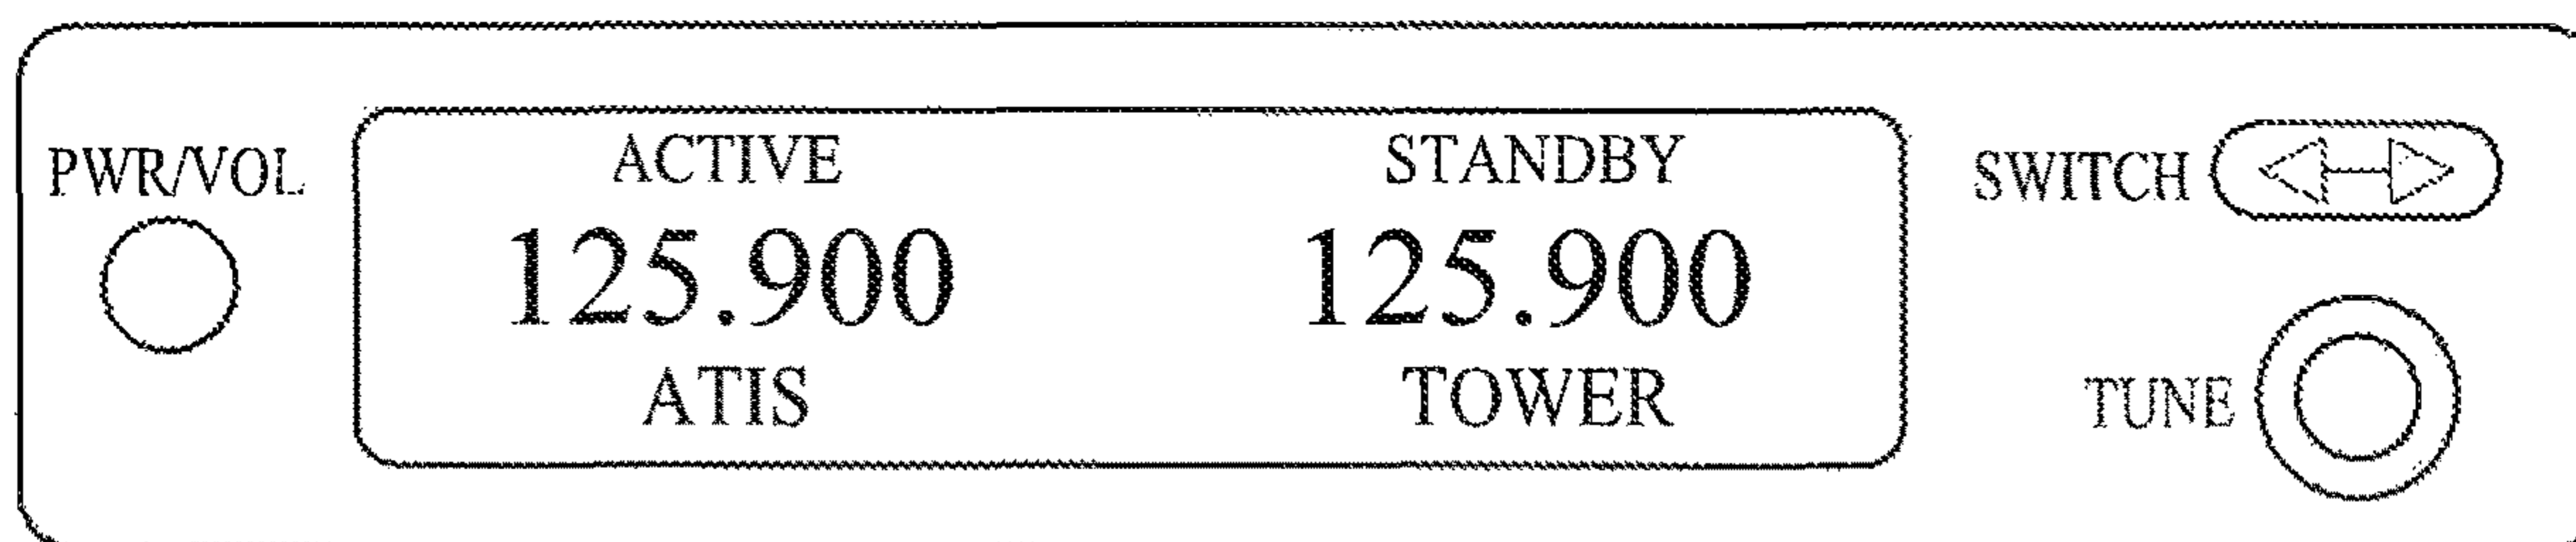 PWR/VOL
ACTIVE
125.900
ATIS
STANDBY
125.900
TOWER
SWITCH
TUNE